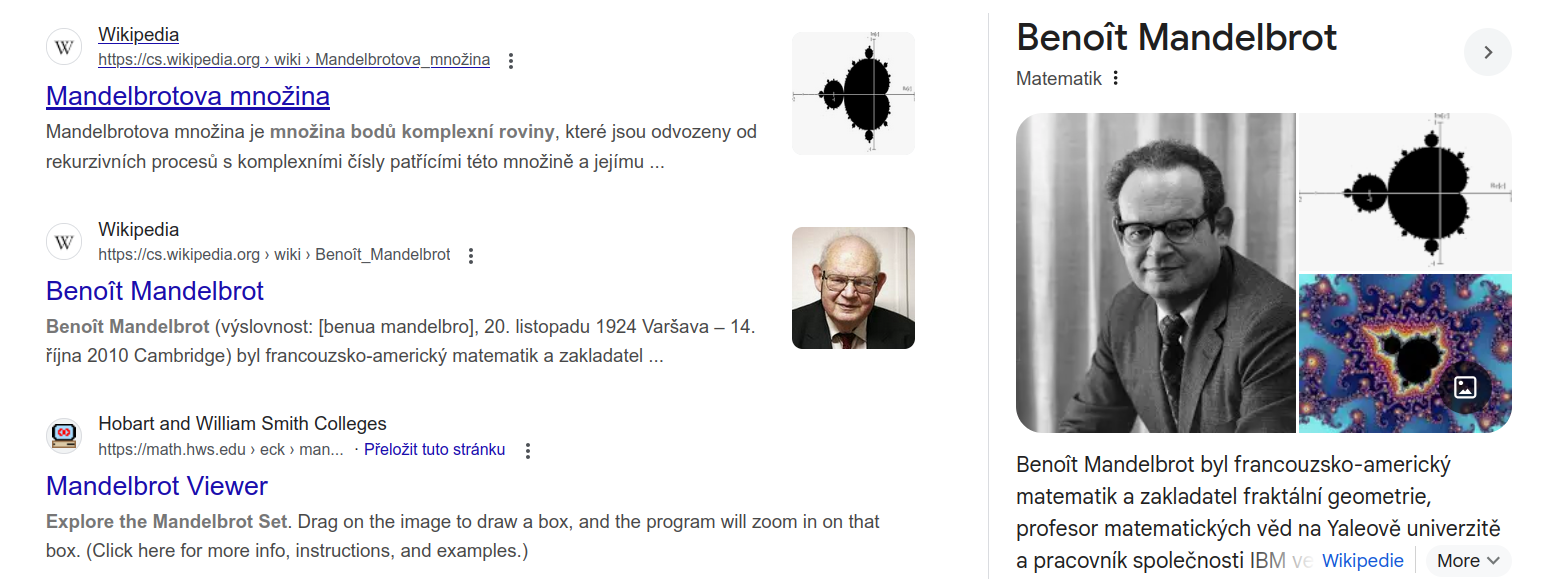 Wikipedia
https://cs.wikipedia.org › wiki › Mandelbrotova_množina
Mandelbrotova množina
Mandelbrotova množina je množina bodů komplexní roviny, které jsou odvozeny od
rekurzivních procesů s komplexními čísly patřícími této množině a jejímu ...
Wikipedia
https://cs.wikipedia.org › wiki › Benoît_Mandelbrot
Benoît Mandelbrot
Benoît Mandelbrot (výslovnost: [benua mandelbro], 20. listopadu 1924 Varšava – 14.
října 2010 Cambridge) byl francouzsko-americký matematik a zakladatel ...
Hobart and William Smith Colleges
https://math.hws.edu › eck › man... · Přeložit tuto stránku
Mandelbrot Viewer
Explore the Mandelbrot Set. Drag on the image to draw a box, and the program will zoom in on that
box. (Click here for more info, instructions, and examples.)
Benoît Mandelbrot
Matematik
Benoît Mandelbrot byl francouzsko-americký
matematik a zakladatel fraktální geometrie,
profesor matematických věd na Yaleově univerzitě
a pracovník společnosti IBM ve Wikipedie More